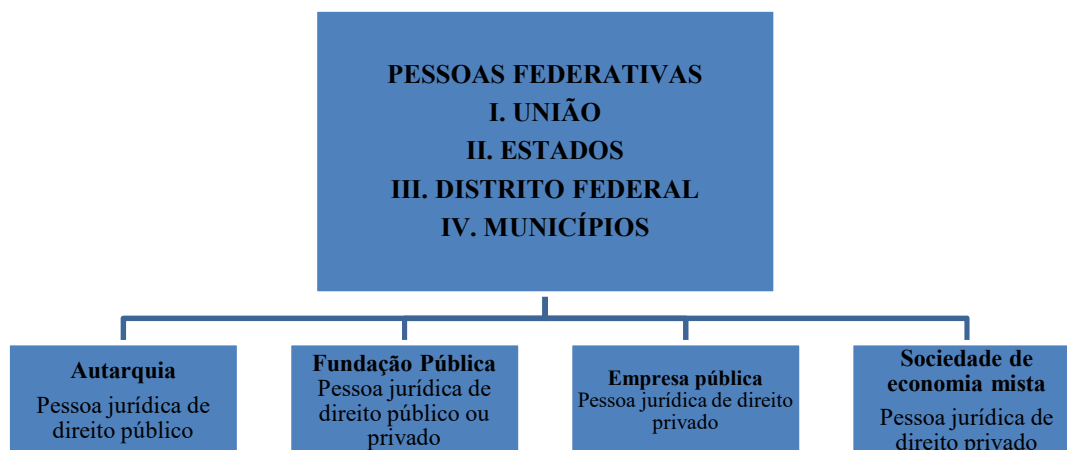 PESSOAS FEDERATIVAS
I. UNIÃO
II. ESTADOS
III. DISTRITO FEDERAL
IV. MUNICÍPIOS
Autarquia
Pessoa jurídica de
direito público
Fundação Pública
Pessoa jurídica de
direito público ou
privado
Empresa pública
Pessoa jurídica de direito
privado
Sociedade de
economia mista
Pessoa jurídica de
direito privado